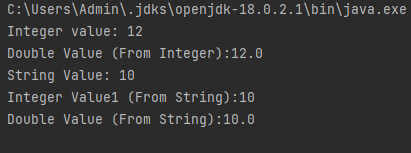 C:\Users\Admin\.jdks\openjdk-18.0.2.1\bin\java.exe
Integer value: 12
Double Value (From Integer):12.0
String Value: 10
Integer Value1 (From String):10
Double Value (From String):10.0